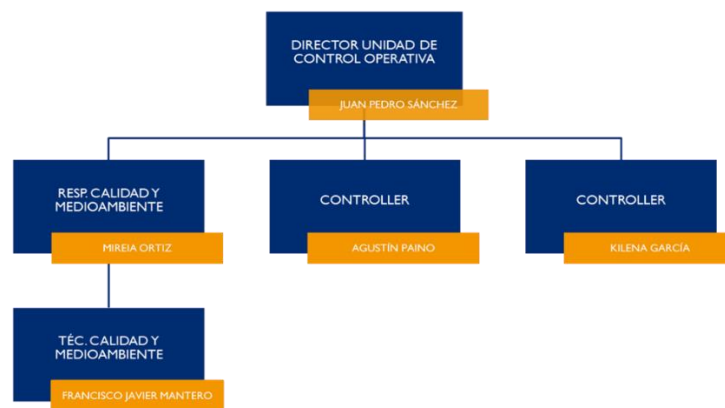 DIRECTOR UNIDAD DE
CONTROL OPERATIVA
JUAN PEDRO SÁNCHEZ
RESP. CALIDAD Y
MEDIOAMBIENTE
MIREIA ORTIZ
CONTROLLER
AGUSTÍN PAINO
CONTROLLER
KILENA GARCÍA
TÉC. CALIDAD Y
MEDIOAMBIENTE
FRANCISCO JAVIER MANTERO